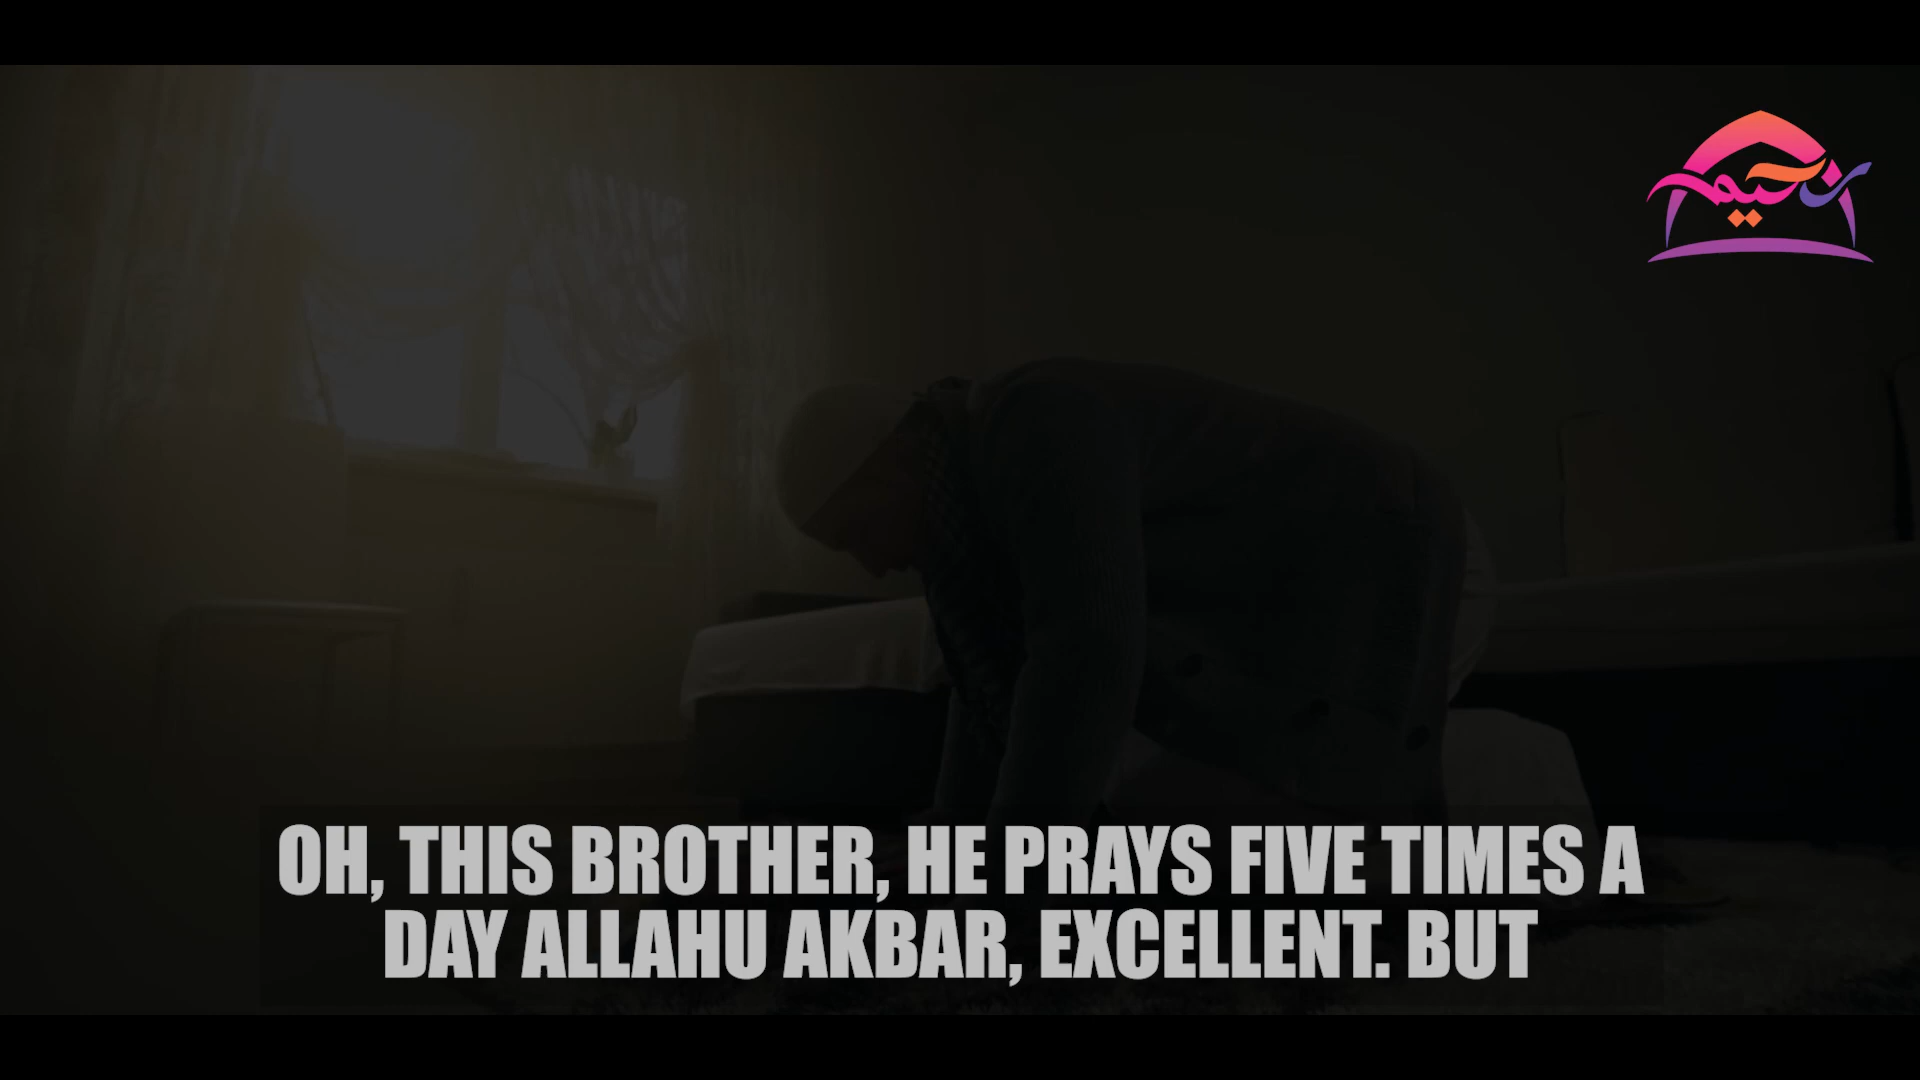 OH, THIS BROTHER, HE PRAYS FIVE TIMES A
DAY ALLAHU AKBAR, EXCELLENT. BUT